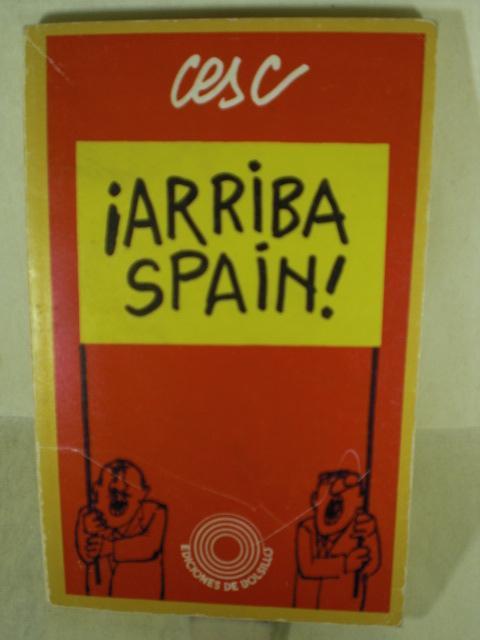 cesc
¡ARRiBA
SPAiN!
EDICIONES DE BOLSILLO